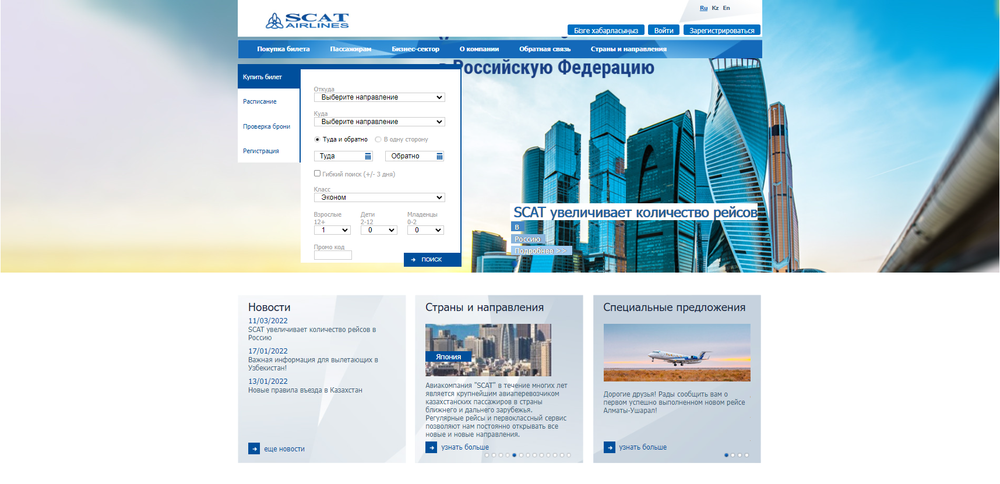 SCAT
AIRLINES
Ru Kz En
Бізге хабарласыңыз Войти Зарегистрироваться
Покупка билета Пассажирам Бизнес-сектор О компании Обратная связь Страны и направления
Российскую Федерацию
Купить билет
Расписание
Проверка брони
Регистрация
Откуда
Выберите направление
Куда
Выберите направление
Туда и обратно В одну сторону
Туда Обратно
Гибкий поиск (+/- 3 дня)
Класс
Эконом
Взрослые Дети Младенцы
12+ 2-12 0-2
1 0 0
Промо код
ПОИСК
SCAT увеличивает количество рейсов
в
Россию
Подробнее >>
Новости
11/03/2022
SCAT увеличивает количество рейсов в
Россию
17/01/2022
Важная информация для вылетающих в
Узбекистан!
13/01/2022
Новые правила въезда в Казахстан
еще новости
Страны и направления
Япония
Авиакомпания "SCAT" в течение многих лет
является крупнейшим авиаперевозчиком
казахстанских пассажиров в страны
ближнего и дальнего зарубежья.
Регулярные рейсы и первоклассный сервис
позволяют нам постоянно открывать все
новые и новые направления.
узнать больше
Специальные предложения
Дорогие друзья! Рады сообщить вам о
первом успешно выполненном новом рейсе
Алматы-Ушарал!
узнать больше